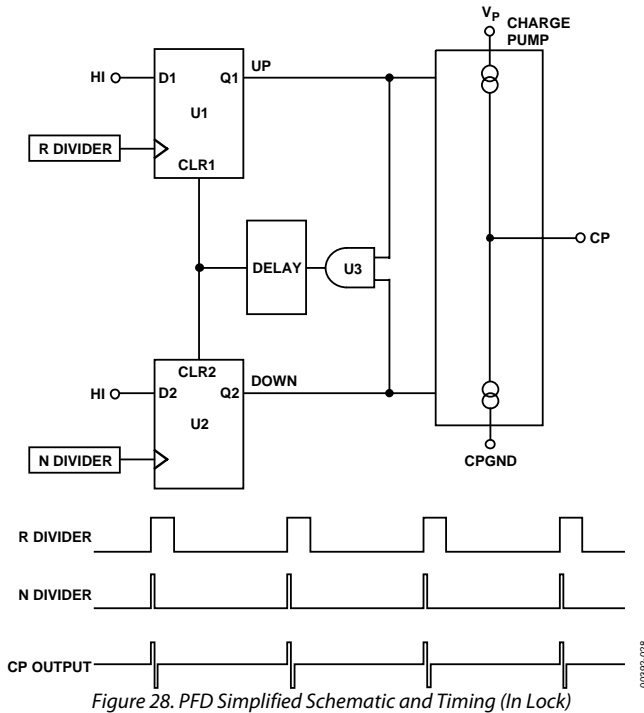 VP
CHARGE
PUMP
HI
D1
Q1
UP
U1
R DIVIDER
CLR1
DELAY
U3
CP
CLR2
HI
D2
Q2
DOWN
U2
N DIVIDER
CPGND
R DIVIDER
N DIVIDER
CP OUTPUT
Figure 28. PFD Simplified Schematic and Timing (In Lock)